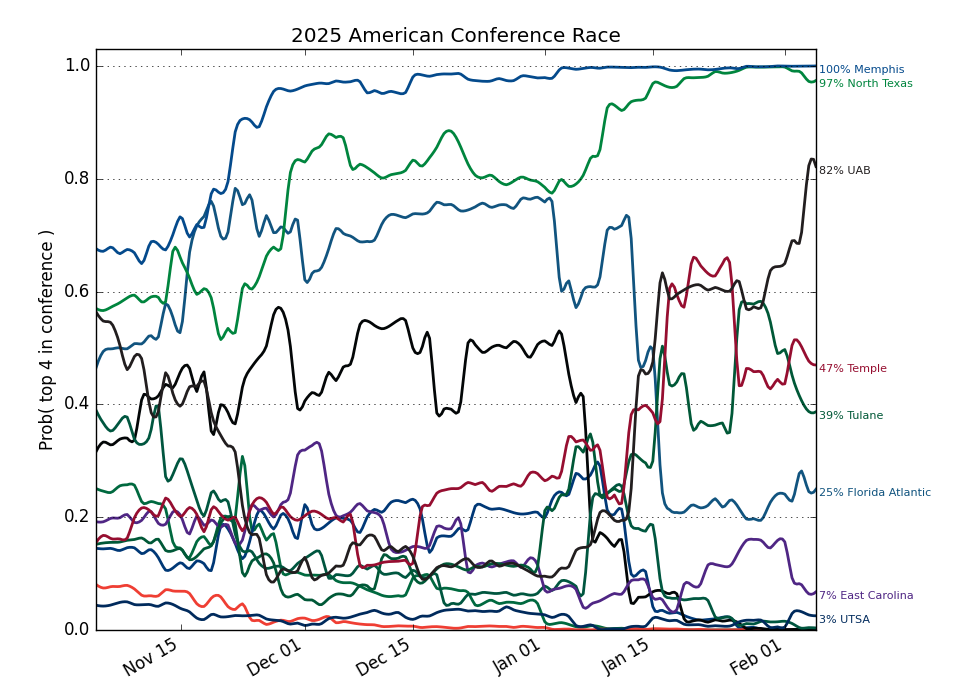 2025 American Conference Race
Prob( top 4 in conference )
1.0
0.8
0.6
0.4
0.2
0.0
Nov 15
Dec 01
Dec 15
Jan 01
Jan 15
Feb 01
100% Memphis
97% North Texas
82% UAB
47% Temple
39% Tulane
25% Florida Atlantic
7% East Carolina
3% UTSA